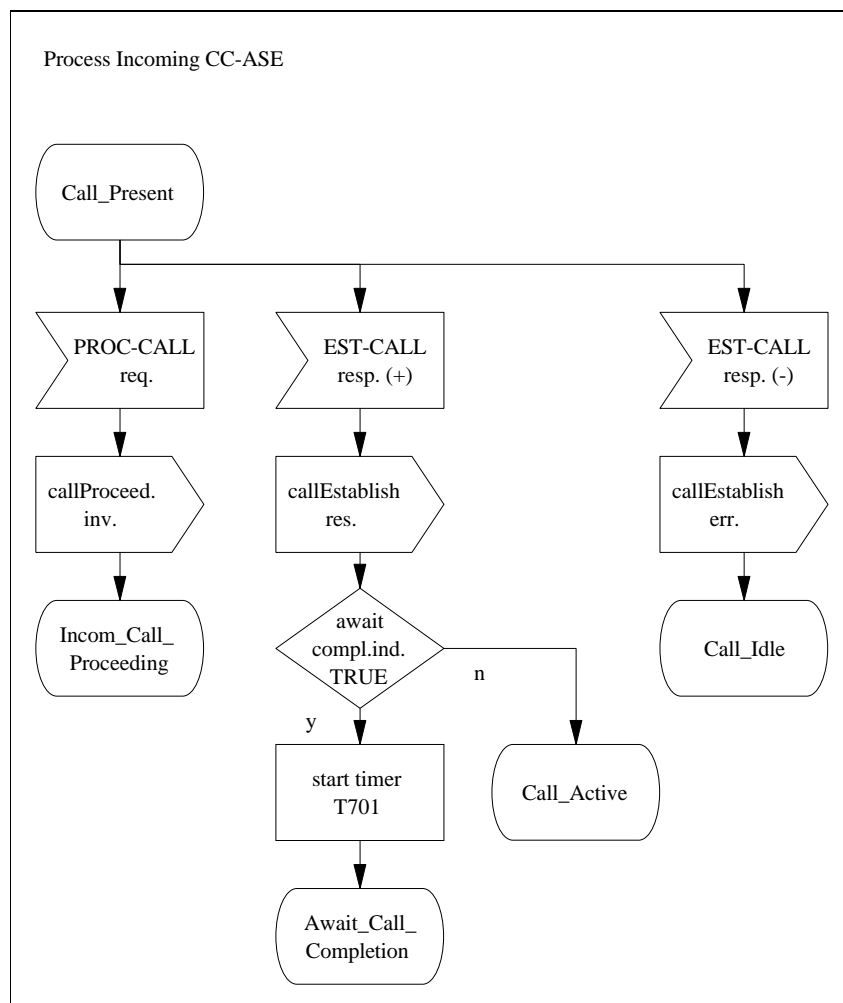 Process Incoming CC-ASE
Call_Present
PROC-CALL
req.
EST-CALL
resp. (+)
EST-CALL
resp. (-)
callProceed.
inv.
callEstablish
res.
callEstablish
err.
Incom_Call_
Proceeding
await
compl.ind.
TRUE
Call_Idle
n
y
start timer
T701
Call_Active
Await_Call_
Completion